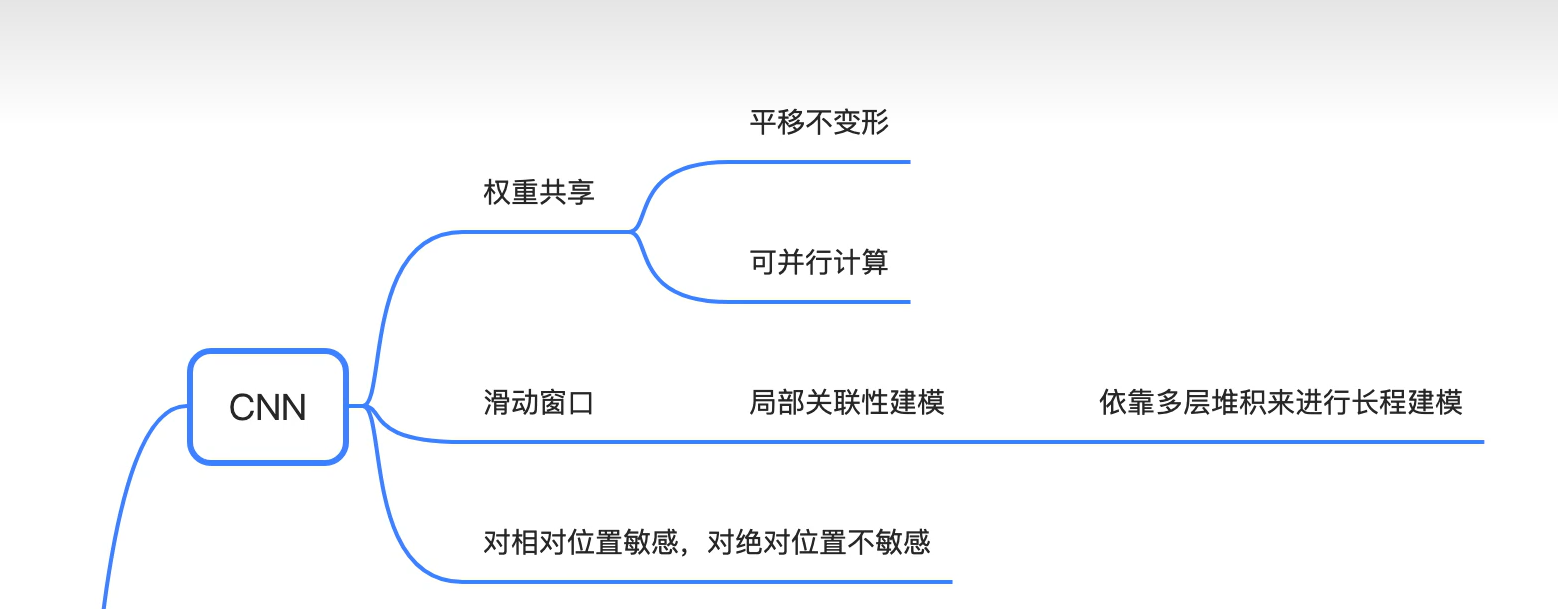 平移不变形
权重共享
可并行计算
CNN
滑动窗口
局部关联性建模
依靠多层堆积来进行长程建模
对相对位置敏感，对绝对位置不敏感